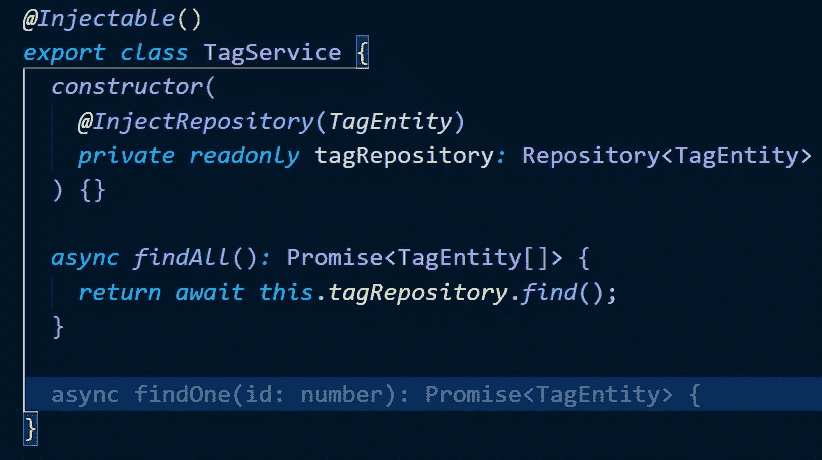 @Injectable()
export class TagService {
constructor(
@InjectRepository(TagEntity)
private readonly tagRepository: Repository<TagEntity>
) {}
async findAll(): Promise<TagEntity[]> {
return await this.tagRepository.find();
}
async findOne(id: number): Promise<TagEntity> {
}